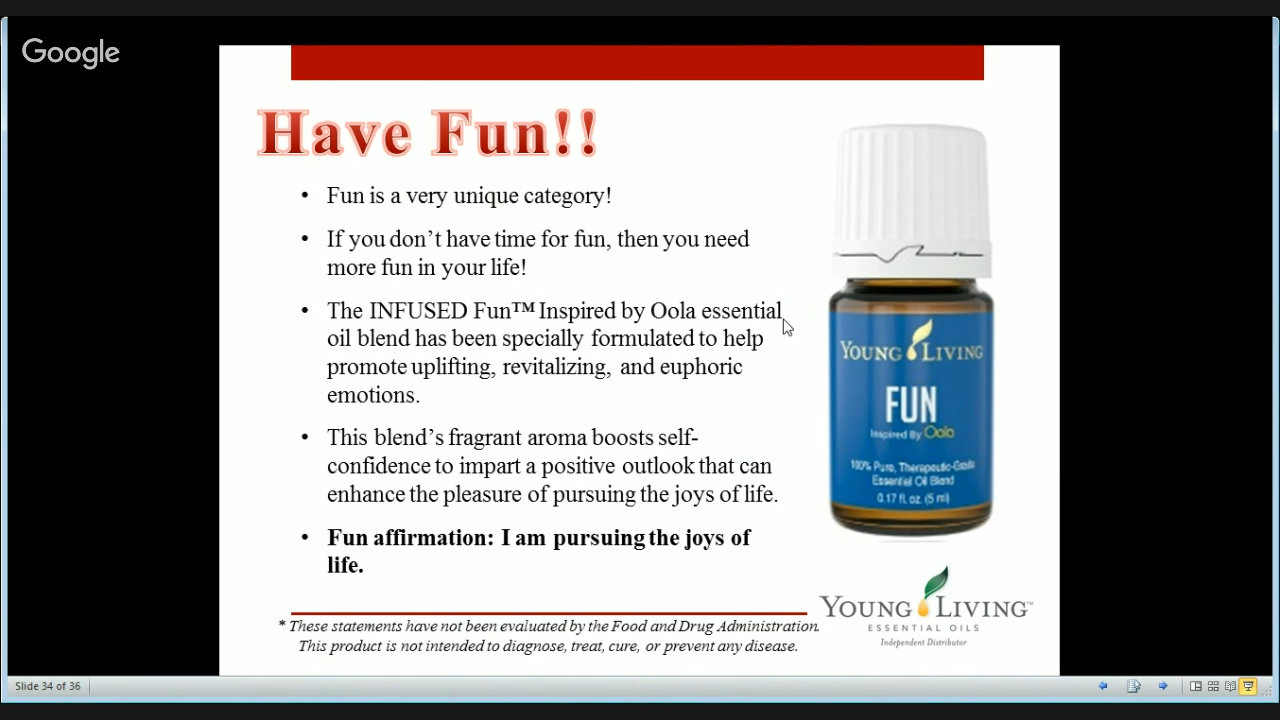 Google
Have Fun!!
• Fun is a very unique category!
• If you don’t have time for fun, then you need
more fun in your life!
• The INFUSED Fun™ Inspired by Oola essential
oil blend has been specially formulated to help
promote uplifting, revitalizing, and euphoric
emotions.
• This blend’s fragrant aroma boosts self-
confidence to impart a positive outlook that can
enhance the pleasure of pursuing the joys of life.
• Fun affirmation: I am pursuing the joys of
life.
YOUNG LIVING
FUN
Inspired By Oola
100% Pure, Therapeutic-Grade
Essential Oil Blend
0.17 fl. oz. (5 ml)
* These statements have not been evaluated by the Food and Drug Administration.
This product is not intended to diagnose, treat, cure, or prevent any disease.
YOUNG LIVING™
ESSENTIAL OILS
Independent Distributor
Slide 34 of 36